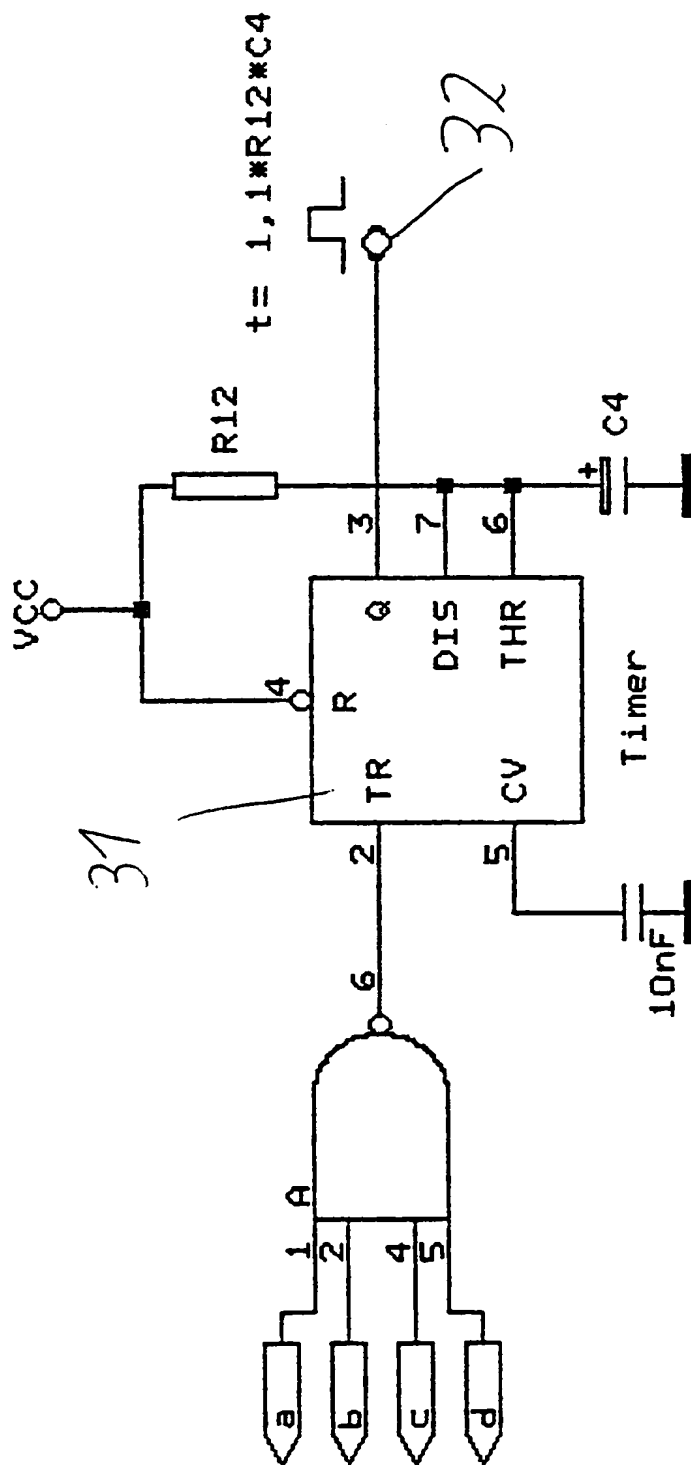 t= 1,1*R12*C4
VCC
R12
32
31
4
R
TR
Q
3
2
DIS
7
CV
THR
6
5
Timer
+
C4
10nF
A
6
1
2
4
5
a
b
c
d